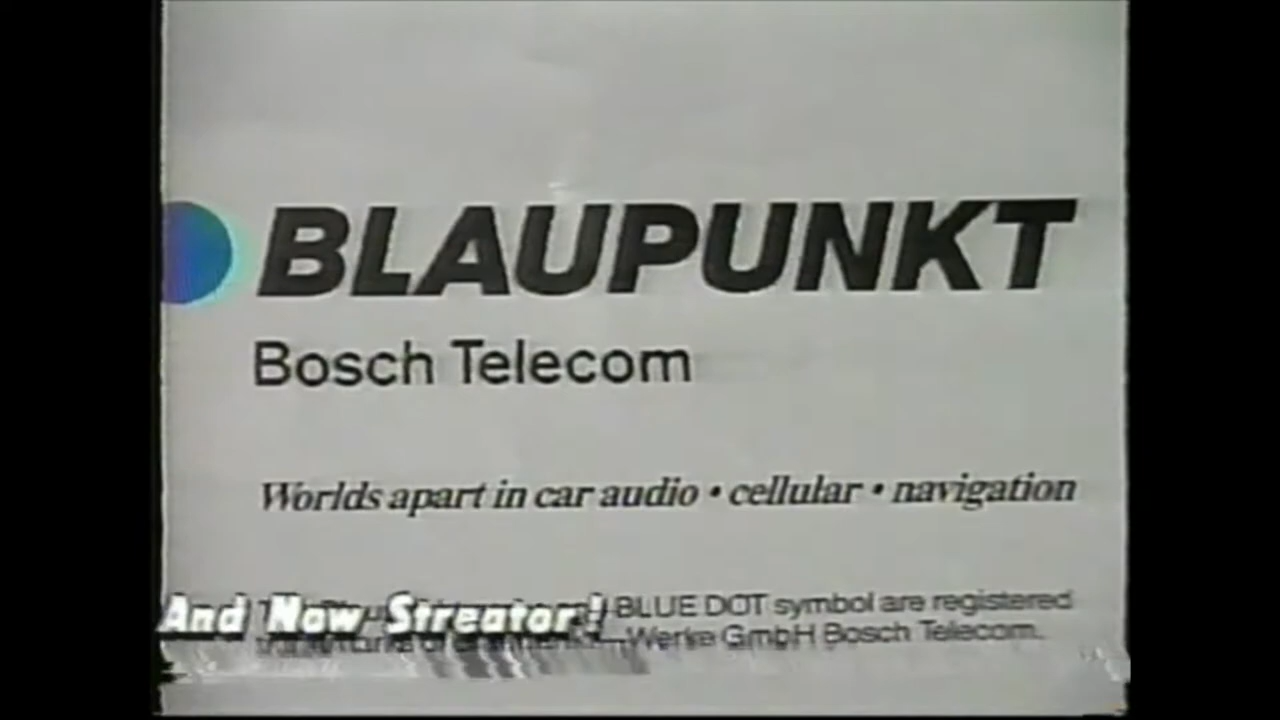 BLAUPUNKT
Bosch Telecom
Worlds apart in car audio • cellular • navigation
And Now Streator!
BLUE DOT symbol are registered
Werke GmbH Bosch Telecom.